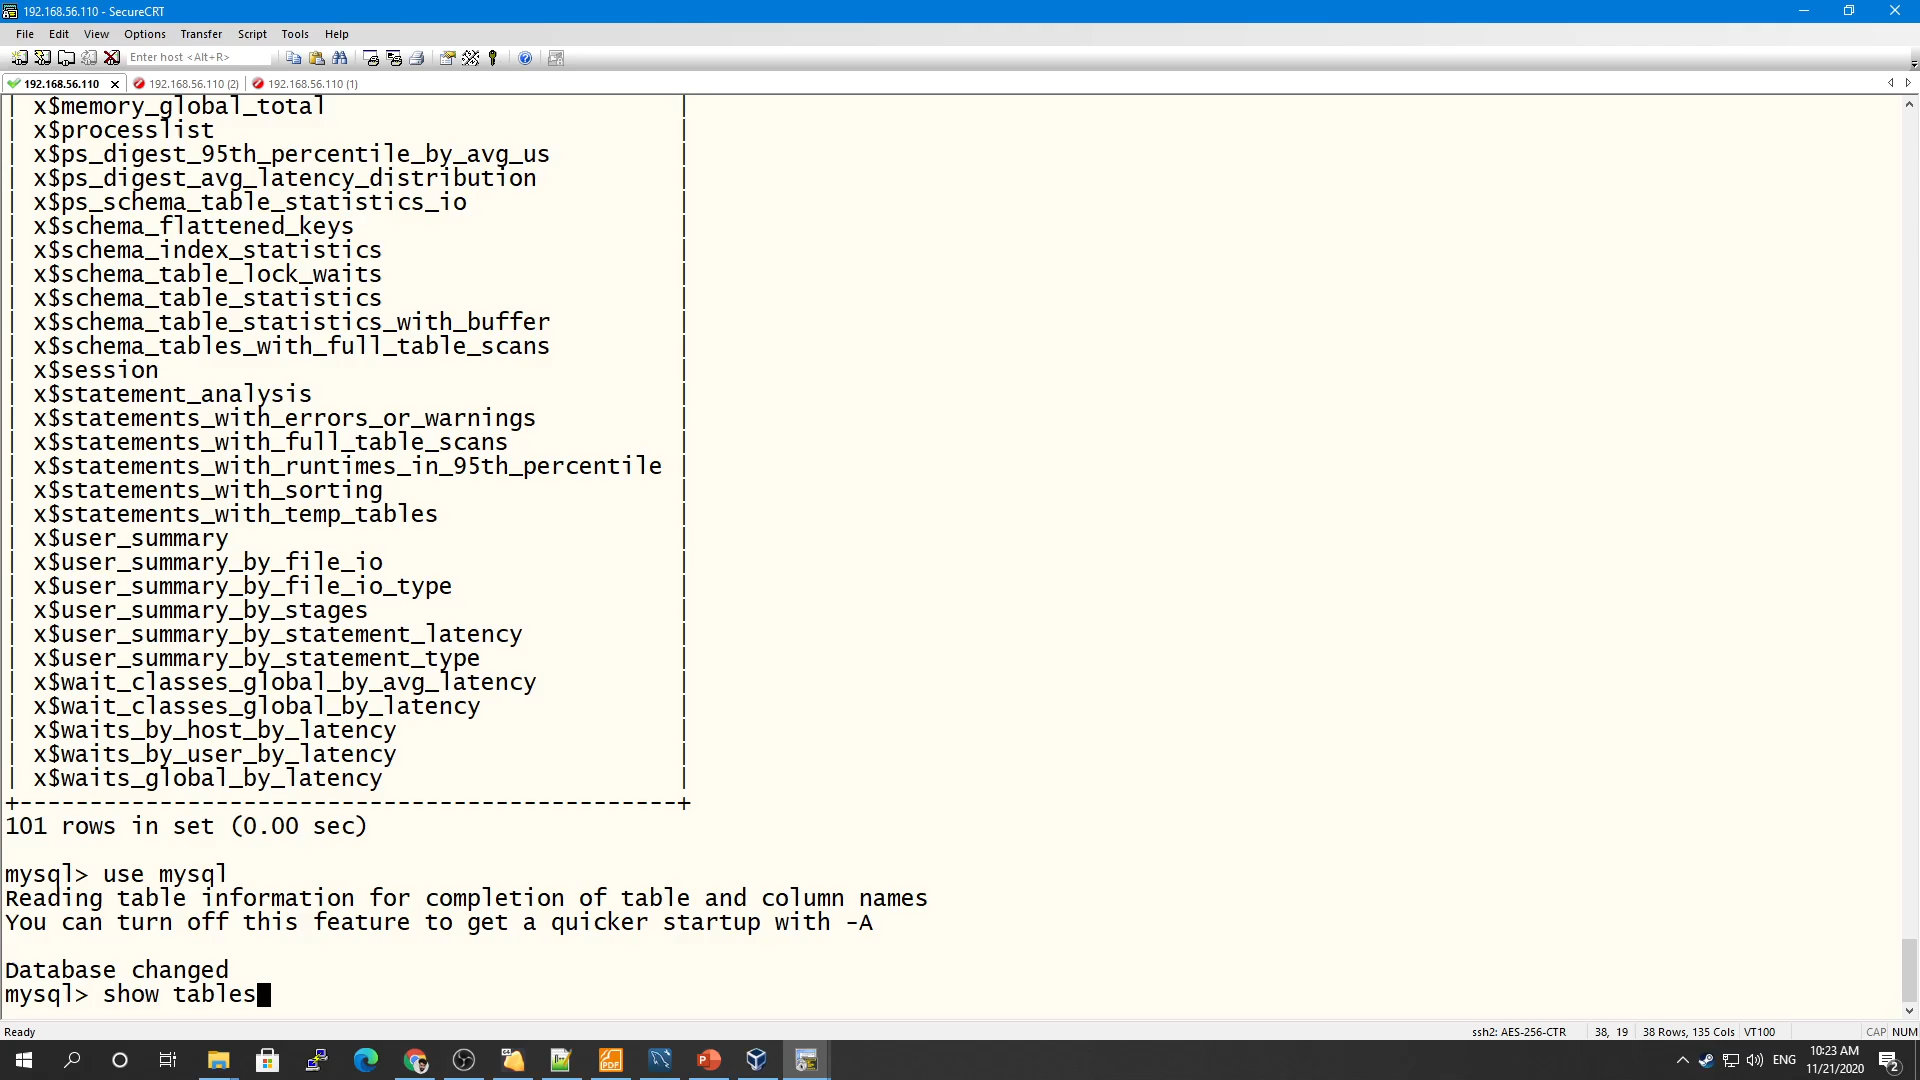 192.168.56.110 - SecureCRT
File Edit View Options Transfer Script Tools Help
Enter host <Alt+R>
192.168.56.110 192.168.56.110 (2) 192.168.56.110 (1)
| x$memory_global_total |
| x$processlist |
| x$ps_digest_95th_percentile_by_avg_us |
| x$ps_digest_avg_latency_distribution |
| x$ps_schema_table_statistics_io |
| x$schema_flattened_keys |
| x$schema_index_statistics |
| x$schema_table_lock_waits |
| x$schema_table_statistics |
| x$schema_table_statistics_with_buffer |
| x$schema_tables_with_full_table_scans |
| x$session |
| x$statement_analysis |
| x$statements_with_errors_or_warnings |
| x$statements_with_full_table_scans |
| x$statements_with_runtimes_in_95th_percentile |
| x$statements_with_sorting |
| x$statements_with_temp_tables |
| x$user_summary |
| x$user_summary_by_file_io |
| x$user_summary_by_file_io_type |
| x$user_summary_by_stages |
| x$user_summary_by_statement_latency |
| x$user_summary_by_statement_type |
| x$wait_classes_global_by_avg_latency |
| x$wait_classes_global_by_latency |
| x$waits_by_host_by_latency |
| x$waits_by_user_by_latency |
| x$waits_global_by_latency |
+-----------------------------------------------+
101 rows in set (0.00 sec)
mysql> use mysql
Reading table information for completion of table and column names
You can turn off this feature to get a quicker startup with -A
Database changed
mysql> show tables
Ready ssh2: AES-256-CTR 38, 19 38 Rows, 135 Cols VT100 CAP NUM
PDF ENG 10:23 AM 2
11/21/2020